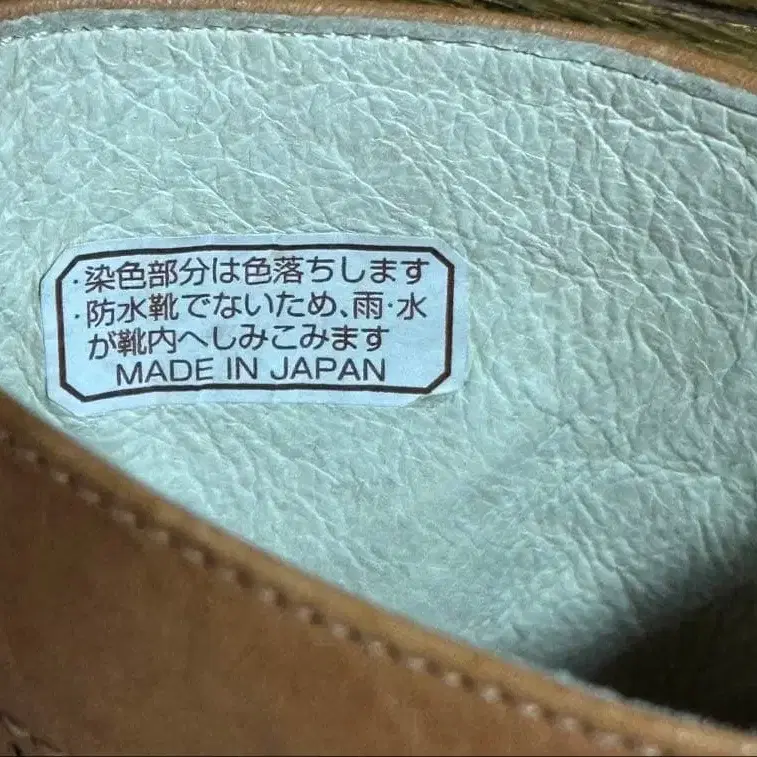 ・染色部分は色落ちします
・防水靴でないため、雨・水
が靴内へしみこみます
MADE IN JAPAN